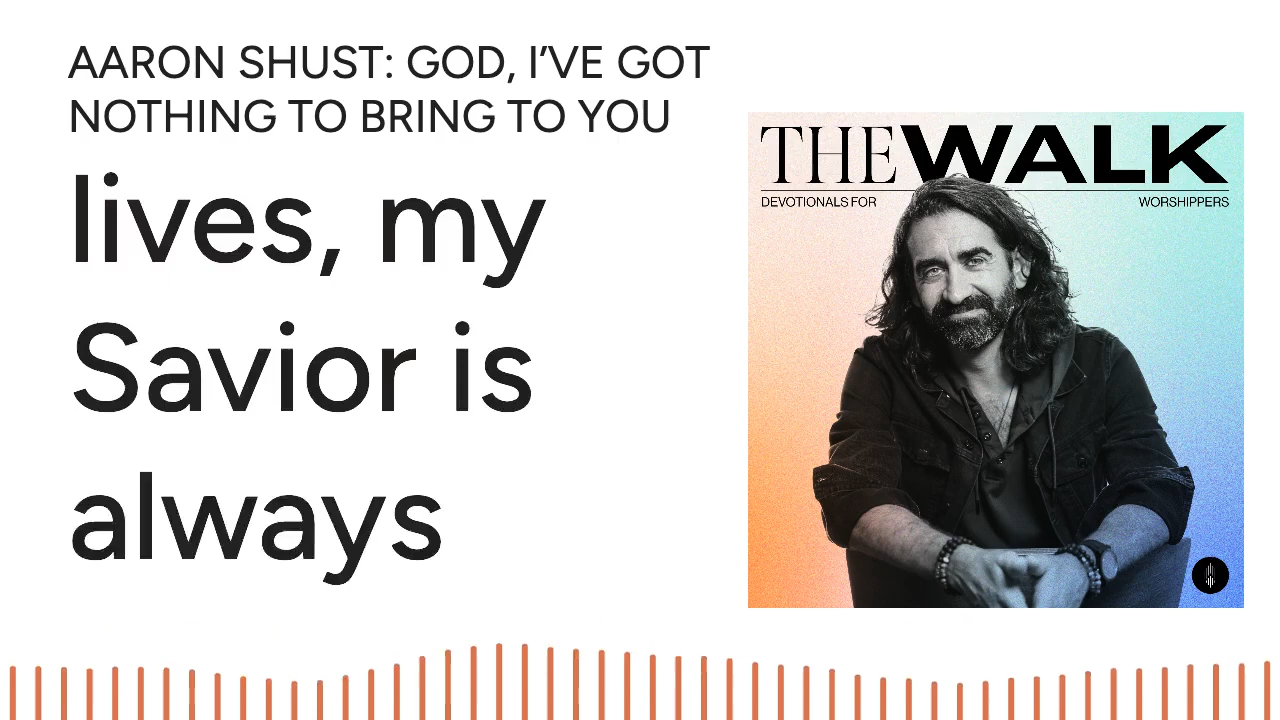 AARON SHUST: GOD, I’VE GOT
NOTHING TO BRING TO YOU
lives, my
Savior is
always
THE WALK
DEVOTIONALS FOR WORSHIPPERS